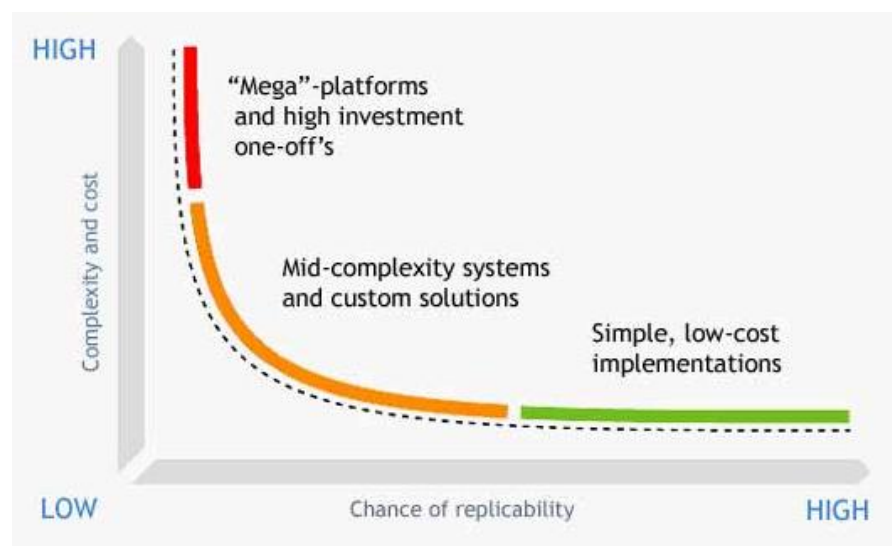 HIGH
“Mega”-platforms
and high investment
one-off’s
Complexity and cost
Mid-complexity systems
and custom solutions
Simple, low-cost
implementations
LOW
Chance of replicability
HIGH